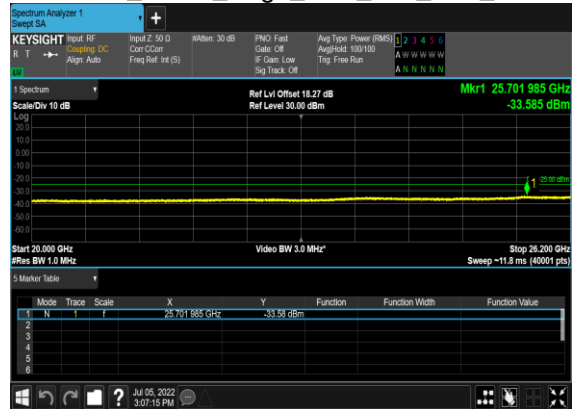 Spectrum Analyzer 1
Swept SA
+
KEYSIGHT Input: RF Input Z: 50 Ω #Atten: 30 dB PNO: Fast Avg Type: Power (RMS) 1 2 3 4 5 6
R T Coupling: DC Corr CCorr Gate: Off Avg|Hold: 100/100 A W W W W W
Align: Auto Freq Ref: Int (S) IF Gain: Low Trig: Free Run A N N N N N
Sig Track: Off
1 Spectrum Ref Lvl Offset 18.27 dB Mkr1 25.701 985 GHz
Scale/Div 10 dB Ref Level 30.00 dBm -33.585 dBm
Log
20.0
10.0
0.00
-10.0
-20.0
1 -25.00 dBm
-30.0
-40.0
-50.0
-60.0
Start 20.000 GHz Video BW 3.0 MHz* Stop 26.200 GHz
#Res BW 1.0 MHz Sweep ~11.8 ms (40001 pts)
5 Marker Table
Mode Trace Scale X Y Function Function Width Function Value
1 N 1 f 25.701 985 GHz -33.58 dBm
2
3
4
5
6
? Jul 05, 2022
3:07:15 PM